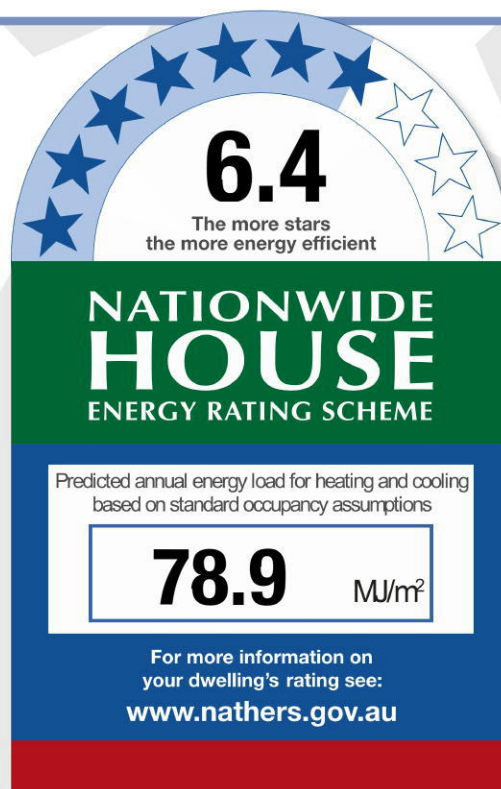 6.4
The more stars
the more energy efficient
NATIONWIDE
HOUSE
ENERGY RATING SCHEME
Predicted annual energy load for heating and cooling
based on standard occupancy assumptions
78.9 MJ/m²
For more information on
your dwelling's rating see:
www.nathers.gov.au